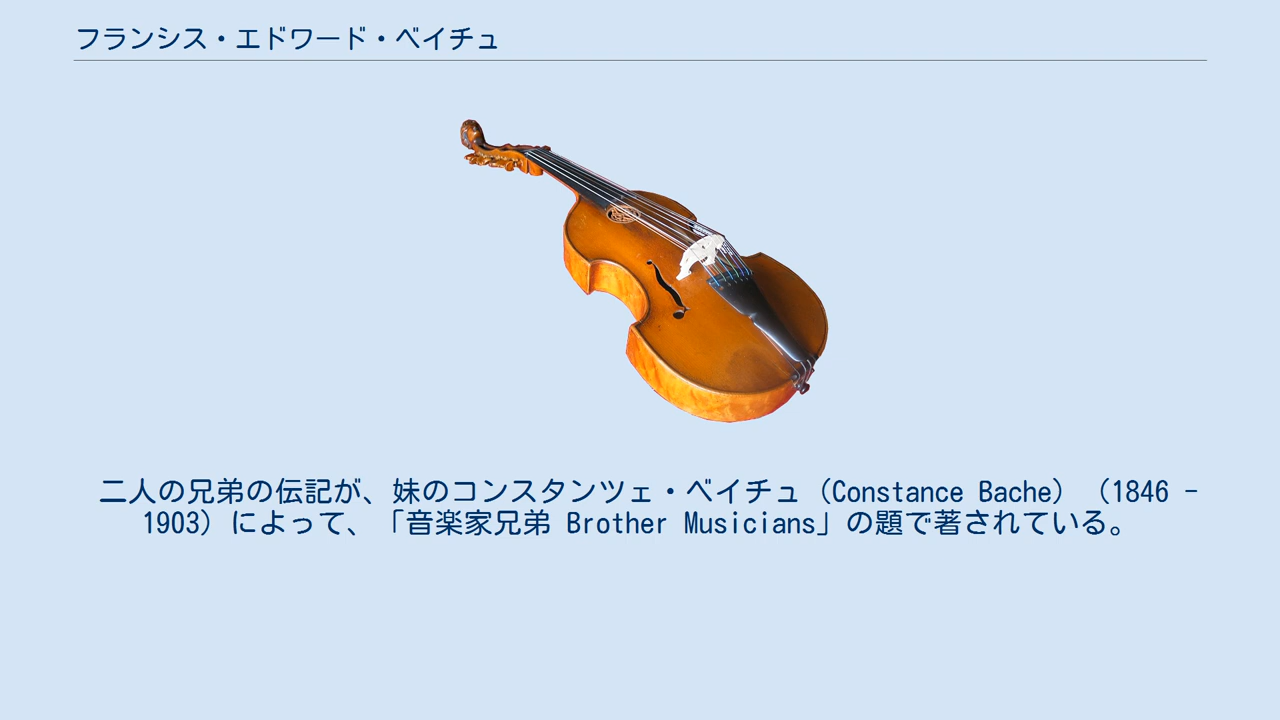 フランシス・エドワード・ベイチュ
二人の兄弟の伝記が、妹のコンスタンツェ・ベイチュ（Constance Bache）（1846 -
1903）によって、「音楽家兄弟 Brother Musicians」の題で著されている。